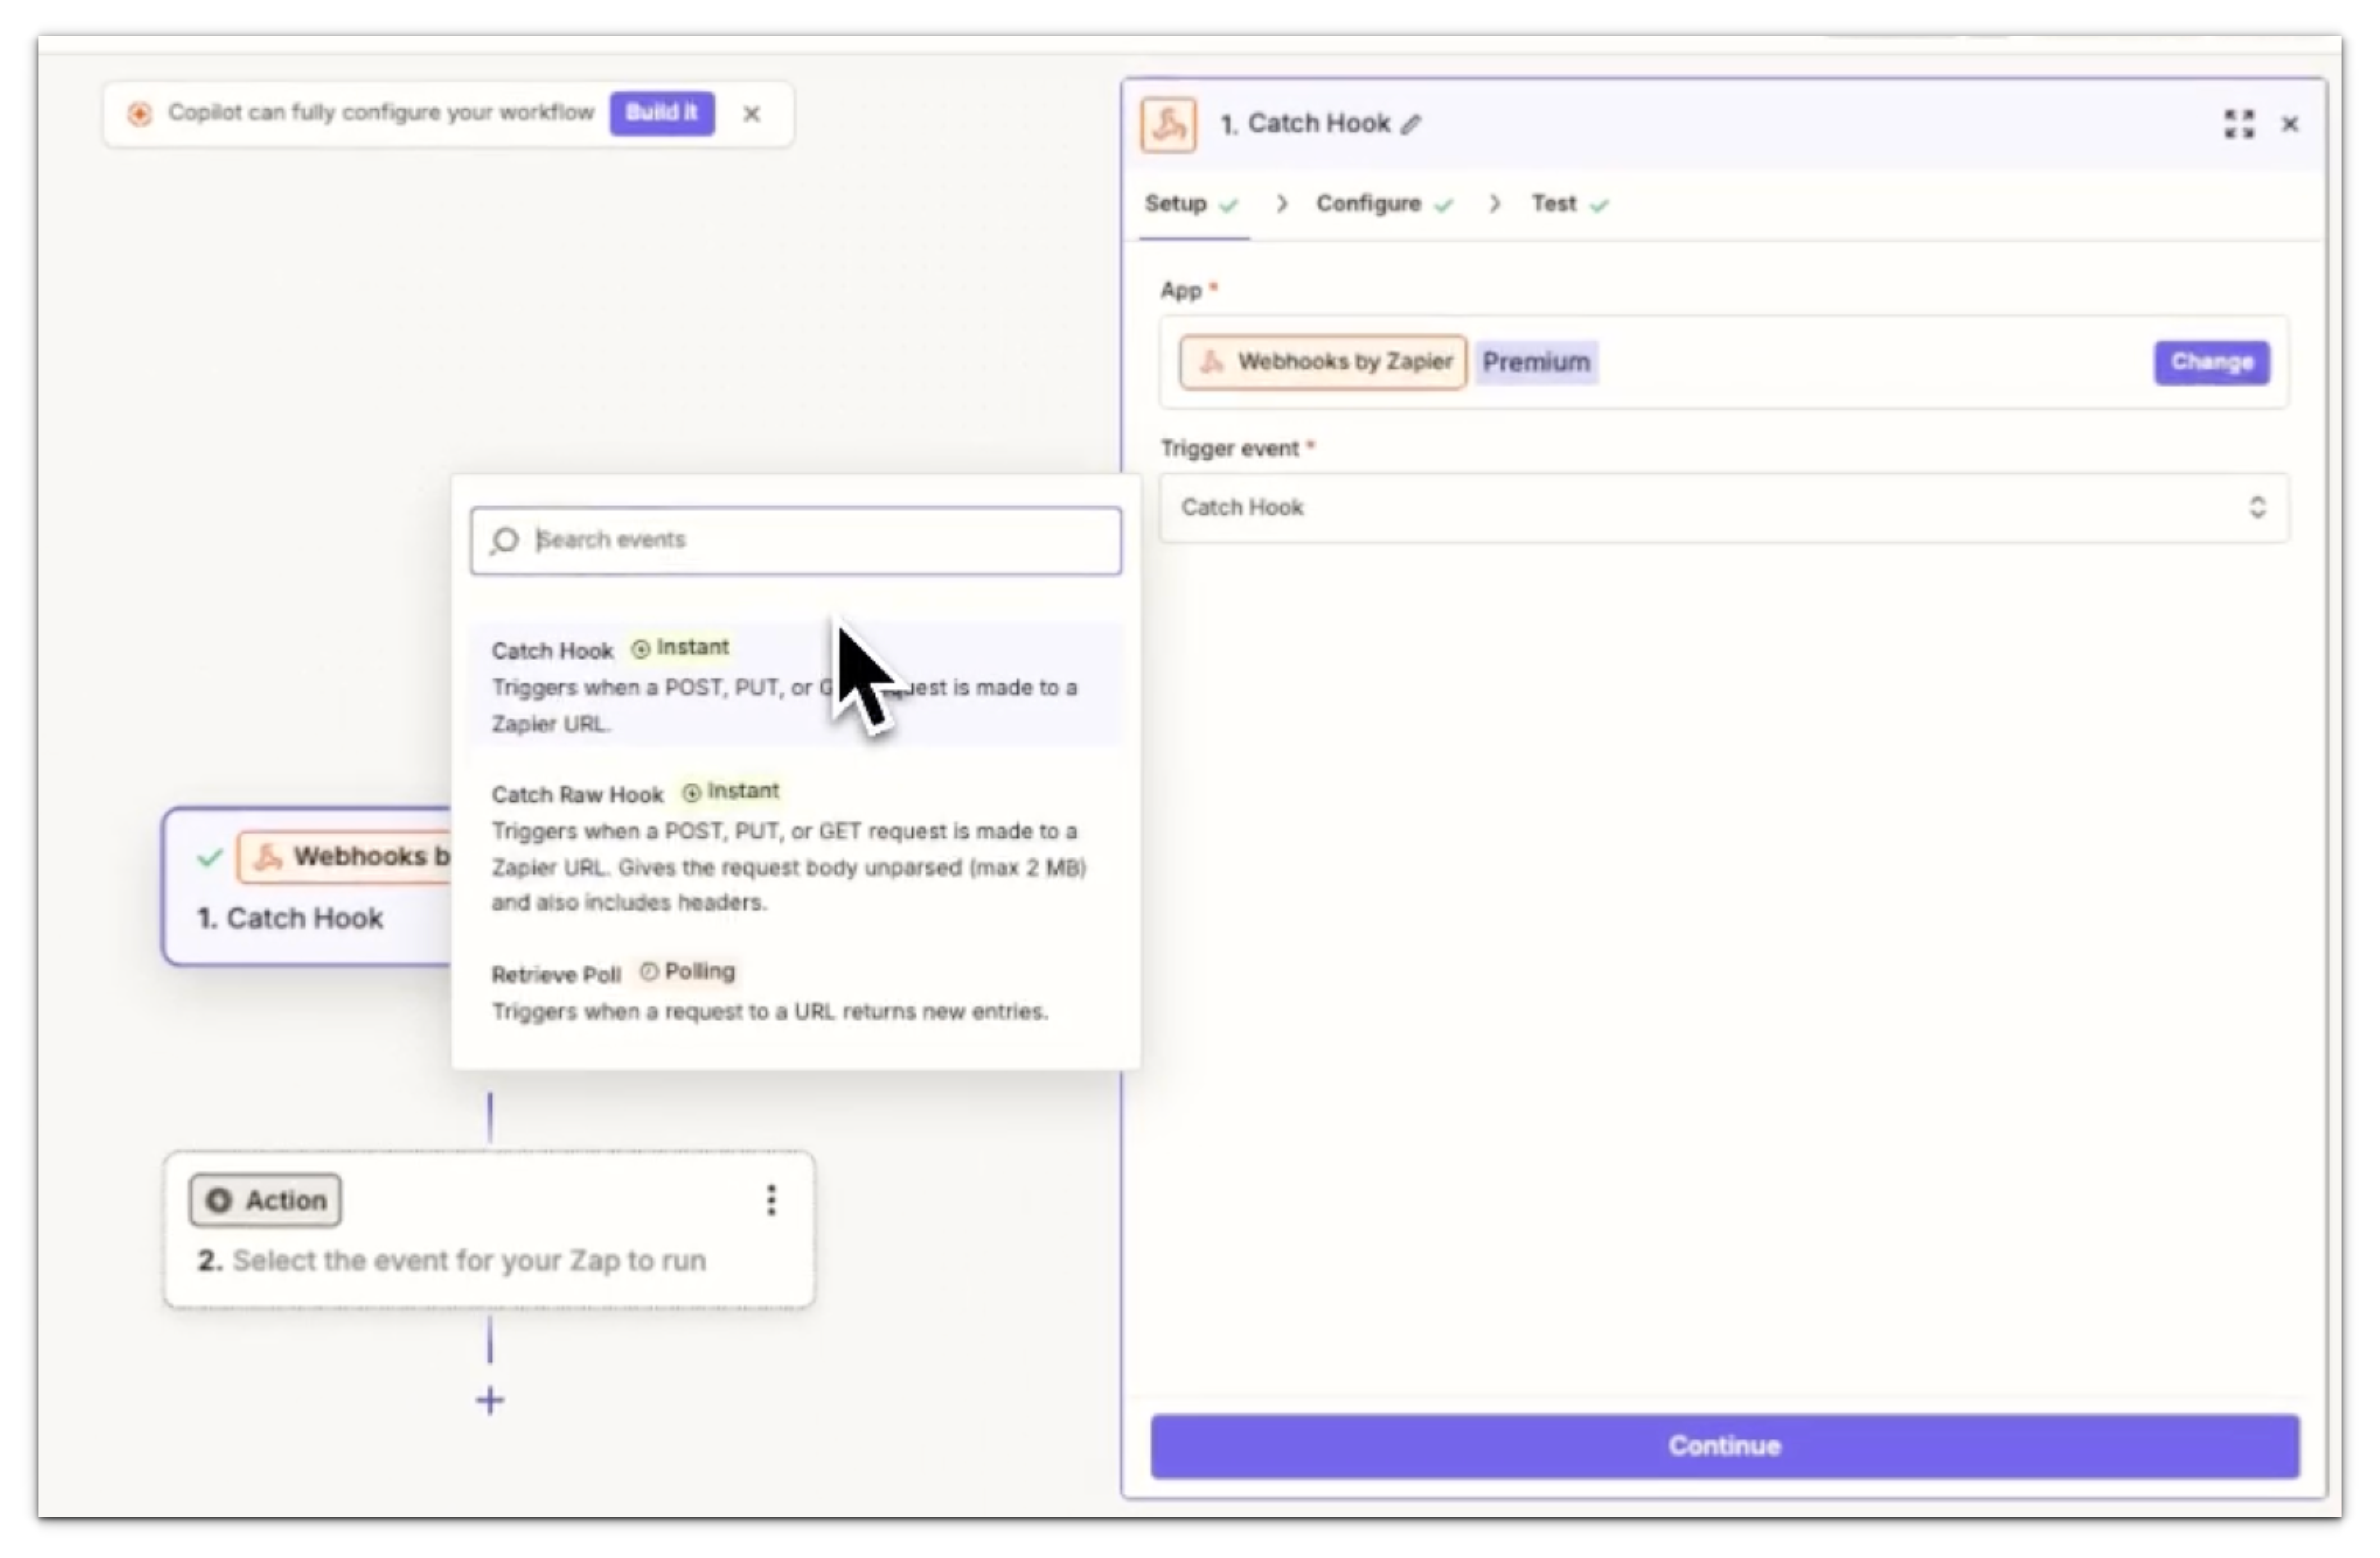 Copilot can fully configure your workflow Build it
1. Catch Hook
Setup Configure Test
App *
Webhooks by Zapier Premium Change
Trigger event *
Catch Hook
Search events
Catch Hook Instant
Triggers when a POST, PUT, or request is made to a
Zapier URL.
Catch Raw Hook Instant
Triggers when a POST, PUT, or GET request is made to a
Zapier URL. Gives the request body unparsed (max 2 MB)
and also includes headers.
Retrieve Poll Polling
Triggers when a request to a URL returns new entries.
Webhooks b
1. Catch Hook
Action
2. Select the event for your Zap to run
Continue